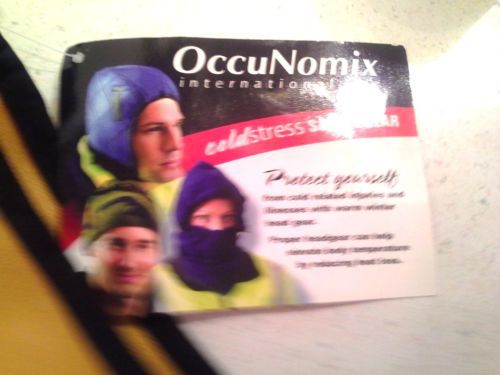 OccuNomix
international
coldstress
Protect yourself
from cold related injuries and
illnesses with warm winter
head gear.
Proper headgear can help
elevate body temperature
by reducing heat loss.